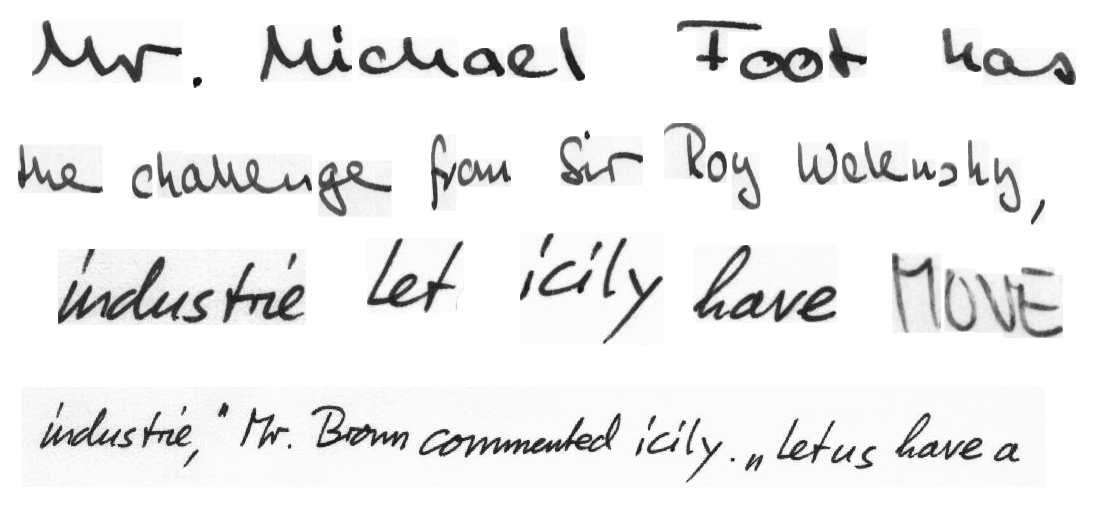 Mr. Michael Foot has
the challenge from Sir Roy Welensky,
industrie Let icily have MOVE
industrie," Mr. Brown commented icily. „Let us have a